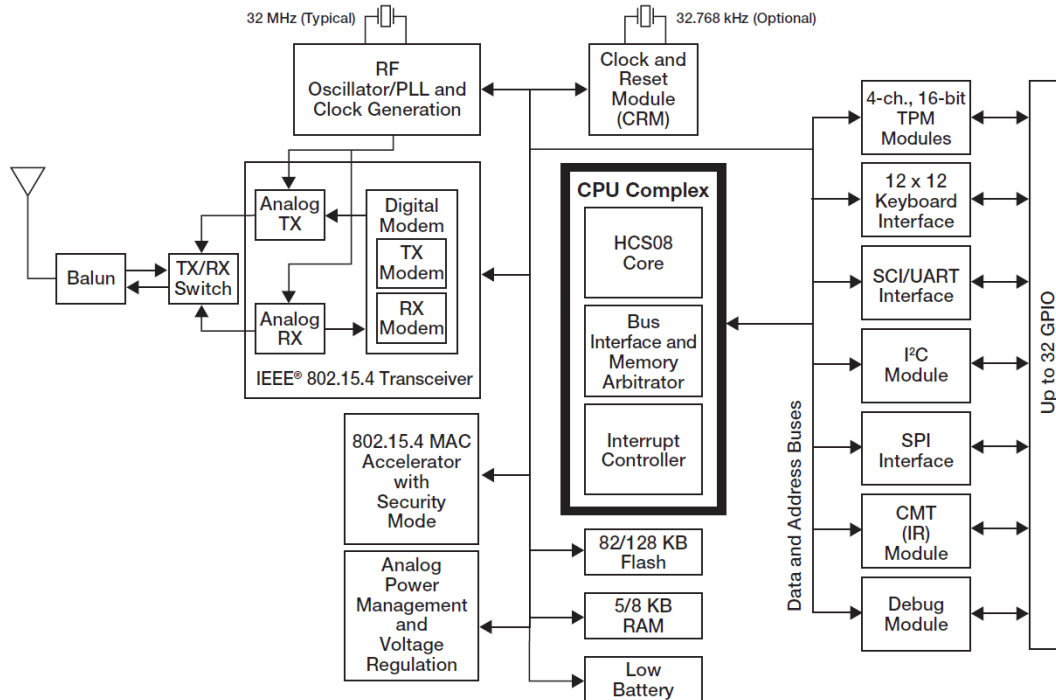 32 MHz (Typical)
32.768 kHz (Optional)
RF
Oscillator/PLL and
Clock Generation
Clock and
Reset
Module
(CRM)
4-ch., 16-bit
TPM
Modules
12 x 12
Keyboard
Interface
SCI/UART
Interface
I²C
Module
SPI
Interface
CMT
(IR)
Module
Debug
Module
Up to 32 GPIO
Data and Address Buses
CPU Complex
HCS08
Core
Bus
Interface and
Memory
Arbitrator
Interrupt
Controller
Balun
TX/RX
Switch
Analog
TX
Analog
RX
Digital
Modem
TX
Modem
RX
Modem
IEEE® 802.15.4 Transceiver
802.15.4 MAC
Accelerator
with
Security
Mode
Analog
Power
Management
and
Voltage
Regulation
82/128 KB
Flash
5/8 KB
RAM
Low
Battery